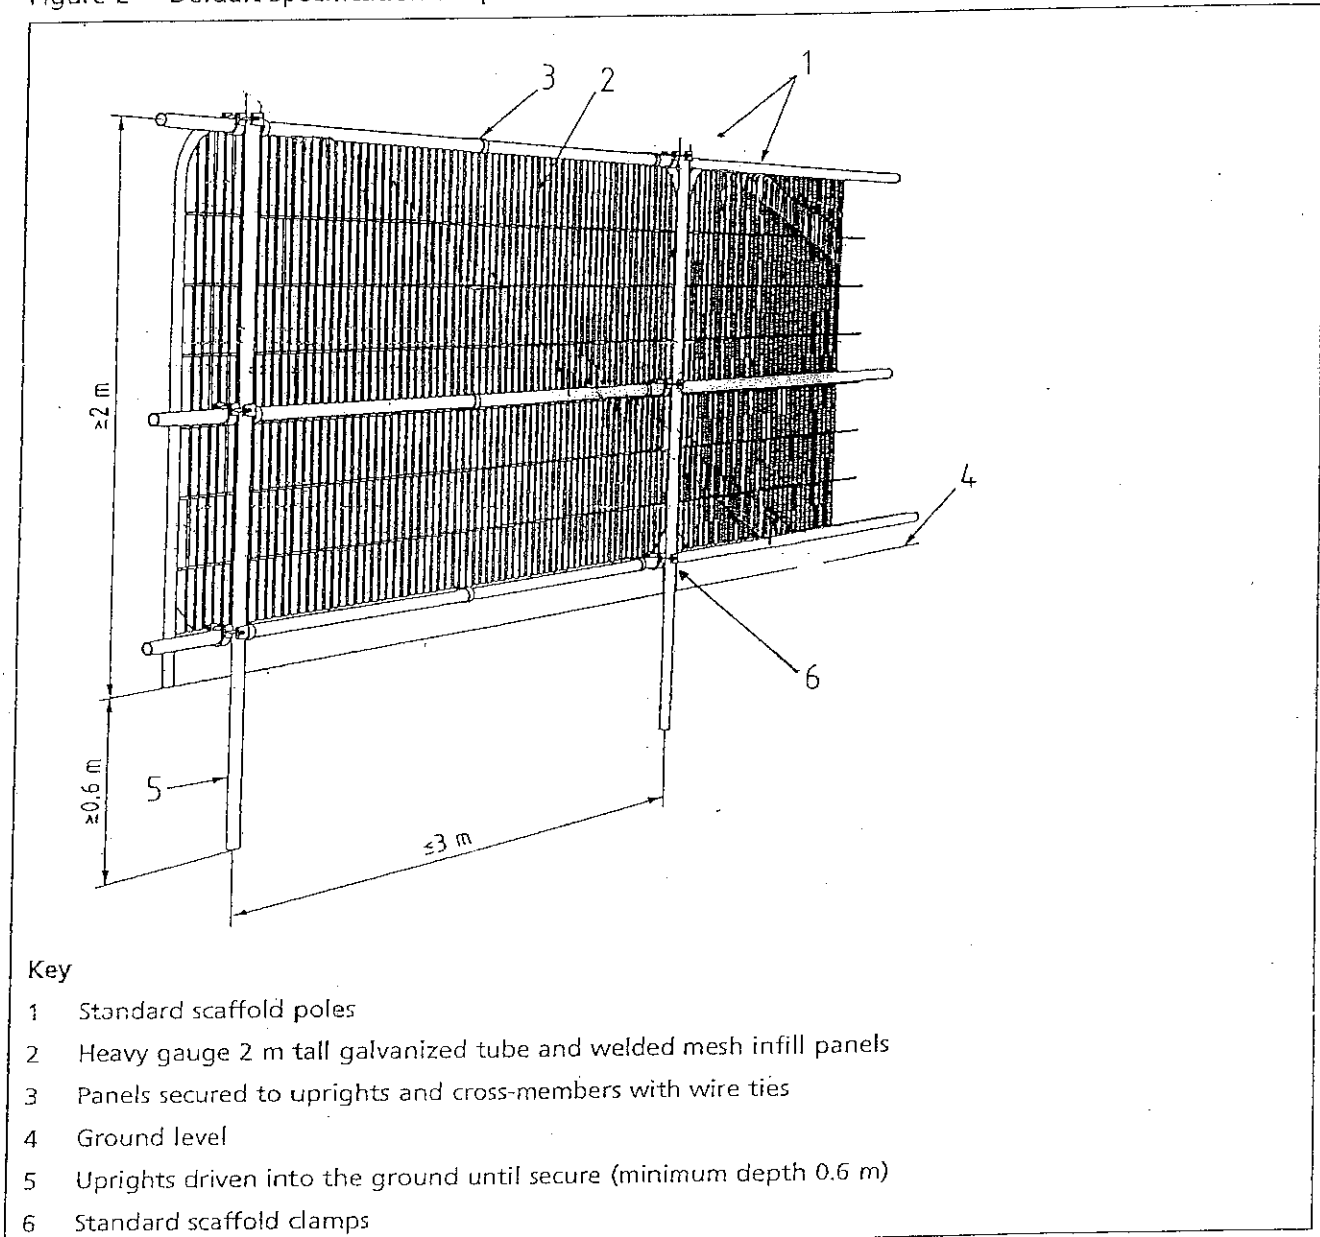 3
2
1
≥2 m
4
6
≥0.6 m
5
≤3 m
Key
1 Standard scaffold poles
2 Heavy gauge 2 m tall galvanized tube and welded mesh infill panels
3 Panels secured to uprights and cross-members with wire ties
4 Ground level
5 Uprights driven into the ground until secure (minimum depth 0.6 m)
6 Standard scaffold clamps